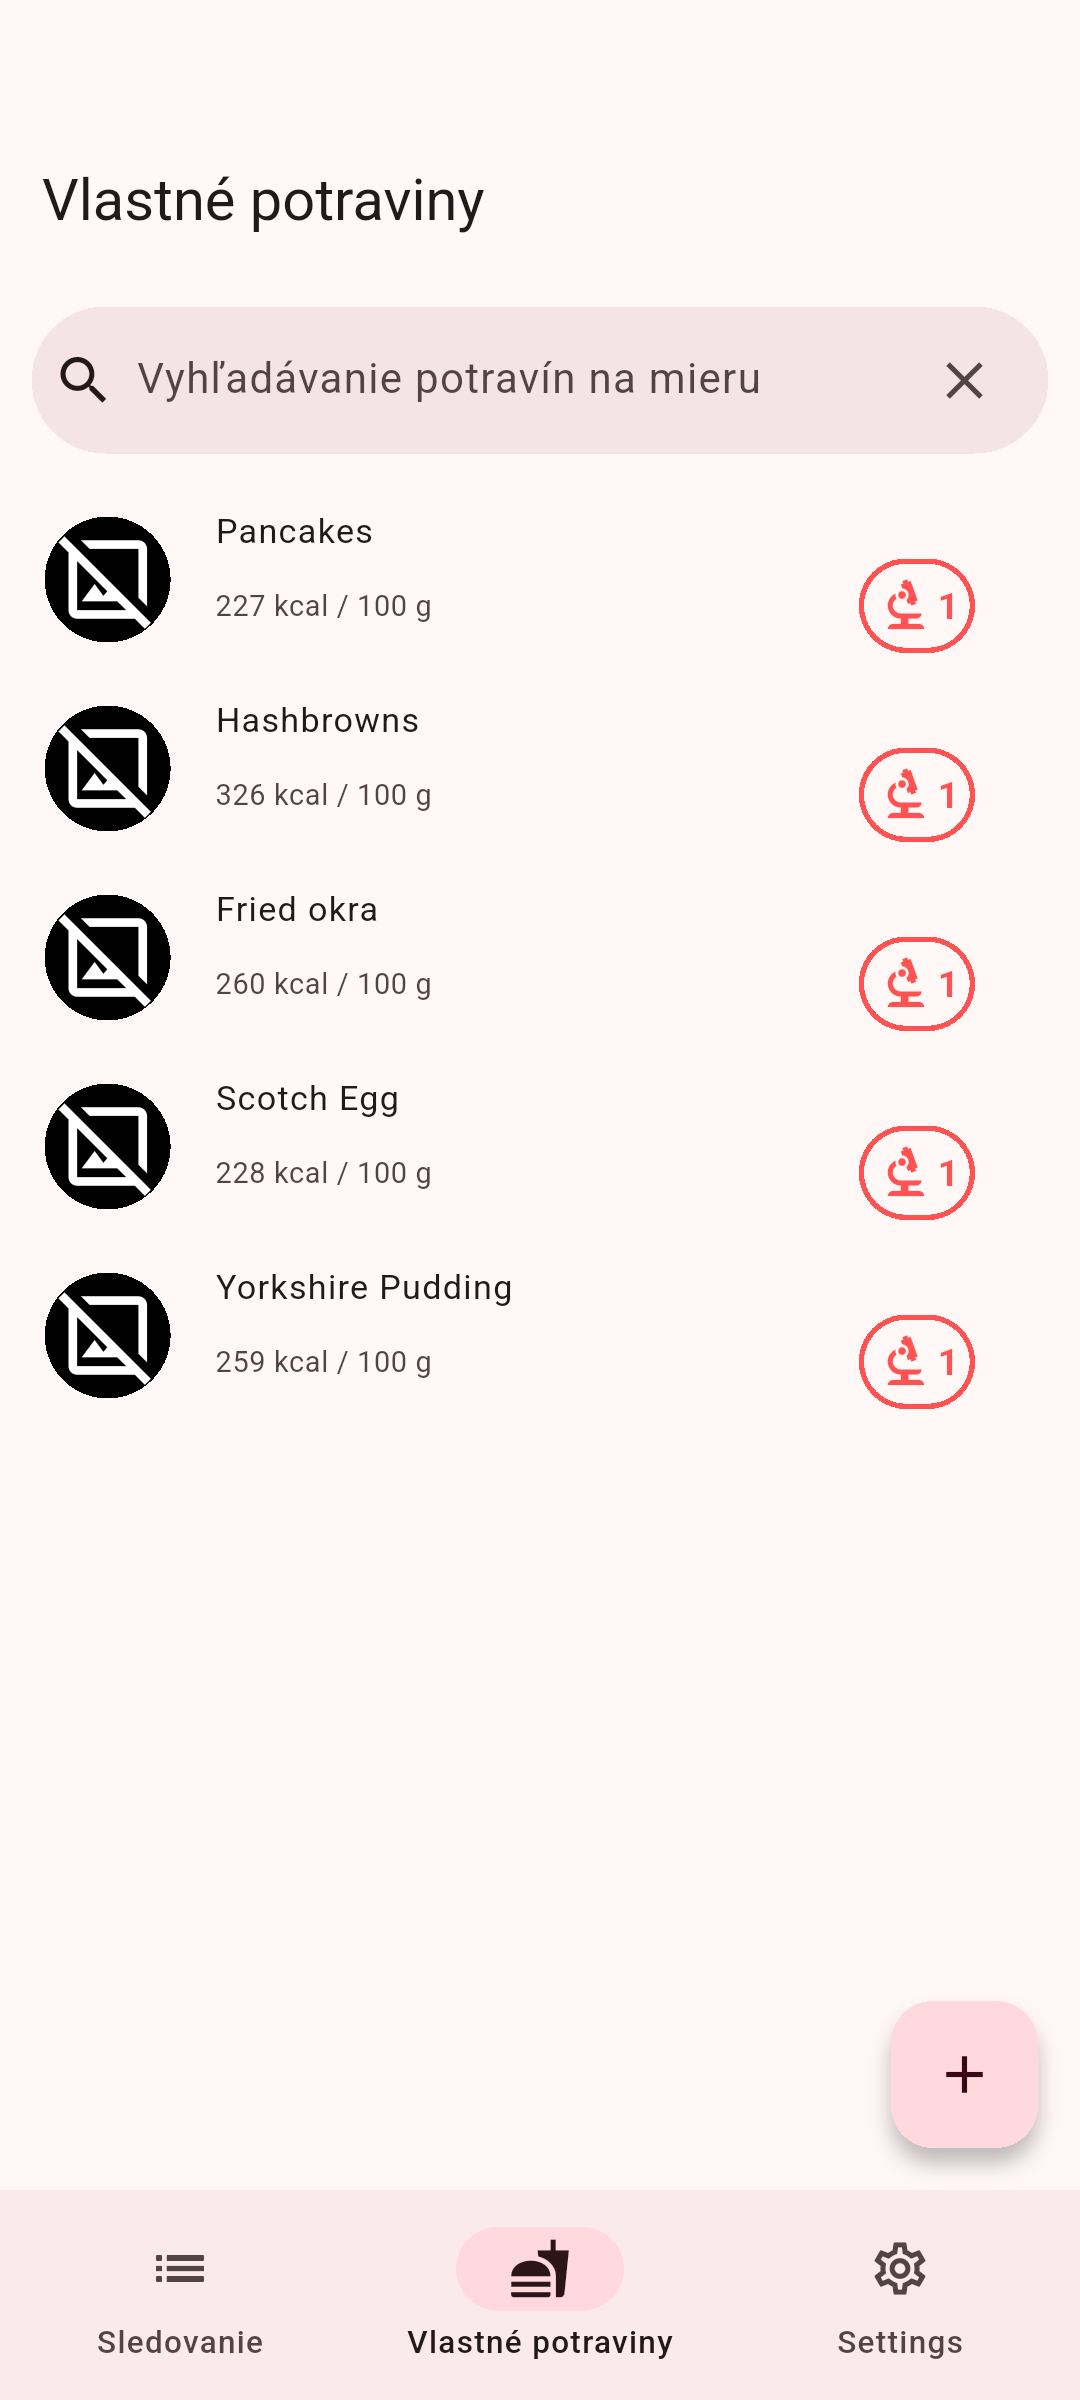 Vlastné potraviny
Vyhľadávanie potravín na mieru
Pancakes
227 kcal / 100 g
1
Hashbrowns
326 kcal / 100 g
1
Fried okra
260 kcal / 100 g
1
Scotch Egg
228 kcal / 100 g
1
Yorkshire Pudding
259 kcal / 100 g
1
Sledovanie
Vlastné potraviny
Settings